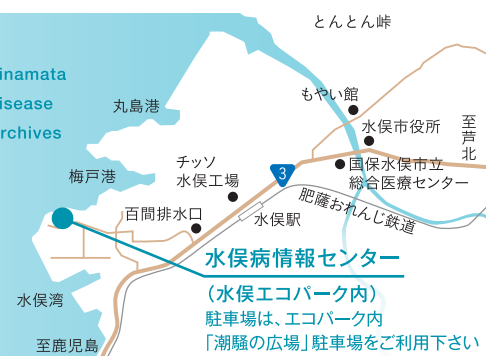 とんとん峠
inamata
isease
rchives
もやい館
丸島港
水俣市役所
至芦北
チッソ
水俣工場
国保水俣市立
総合医療センター
梅戸港
3
肥薩おれんじ鉄道
百間排水口
水俣駅
水俣病情報センター
(水俣エコパーク内)
水俣湾
駐車場は、エコパーク内
「潮騒の広場」駐車場をご利用下さい
至鹿児島